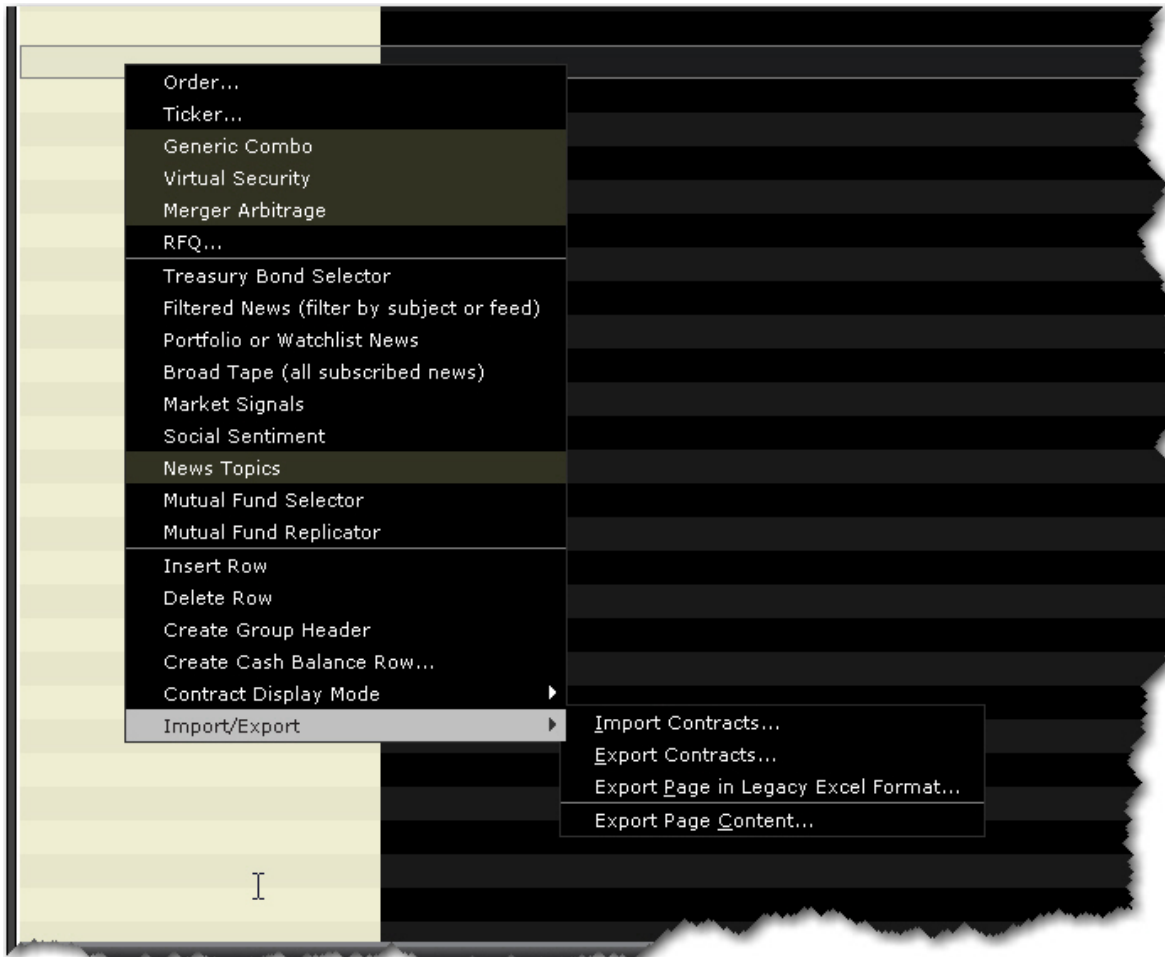 Order...
Ticker...
Generic Combo
Virtual Security
Merger Arbitrage
RFQ...
Treasury Bond Selector
Filtered News (filter by subject or feed)
Portfolio or Watchlist News
Broad Tape (all subscribed news)
Market Signals
Social Sentiment
News Topics
Mutual Fund Selector
Mutual Fund Replicator
Insert Row
Delete Row
Create Group Header
Create Cash Balance Row...
Contract Display Mode
Import/Export
Import Contracts...
Export Contracts...
Export Page in Legacy Excel Format...
Export Page Content...